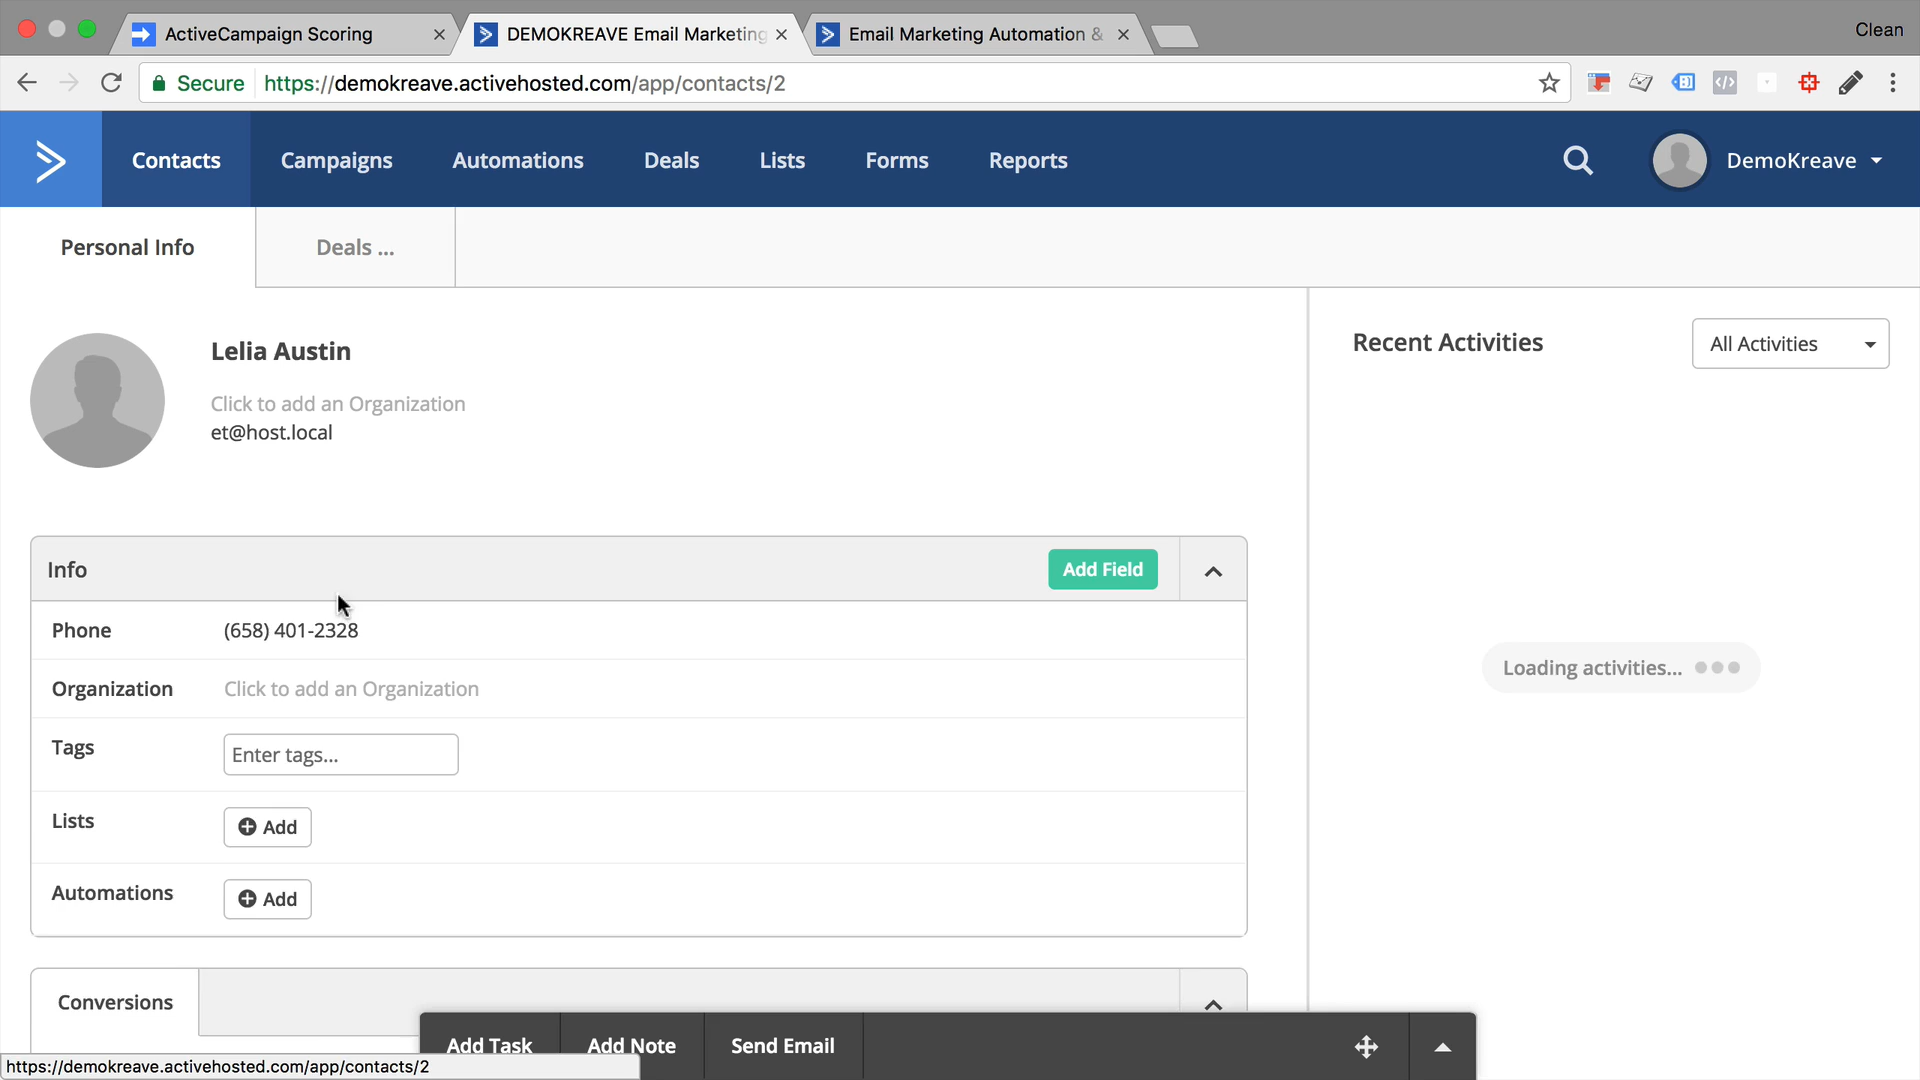 ActiveCampaign Scoring
DEMOKREAVE Email Marketing
Email Marketing Automation &
Clean
Secure
https://demokreave.activehosted.com/app/contacts/2
Contacts
Campaigns
Automations
Deals
Lists
Forms
Reports
DemoKreave
Personal Info
Deals ...
Lelia Austin
Click to add an Organization
et@host.local
Recent Activities
All Activities
Info
Add Field
Phone
(658) 401-2328
Organization
Click to add an Organization
Tags
Enter tags...
Lists
Add
Automations
Add
Loading activities...
Conversions
Add Task
Add Note
Send Email
https://demokreave.activehosted.com/app/contacts/2